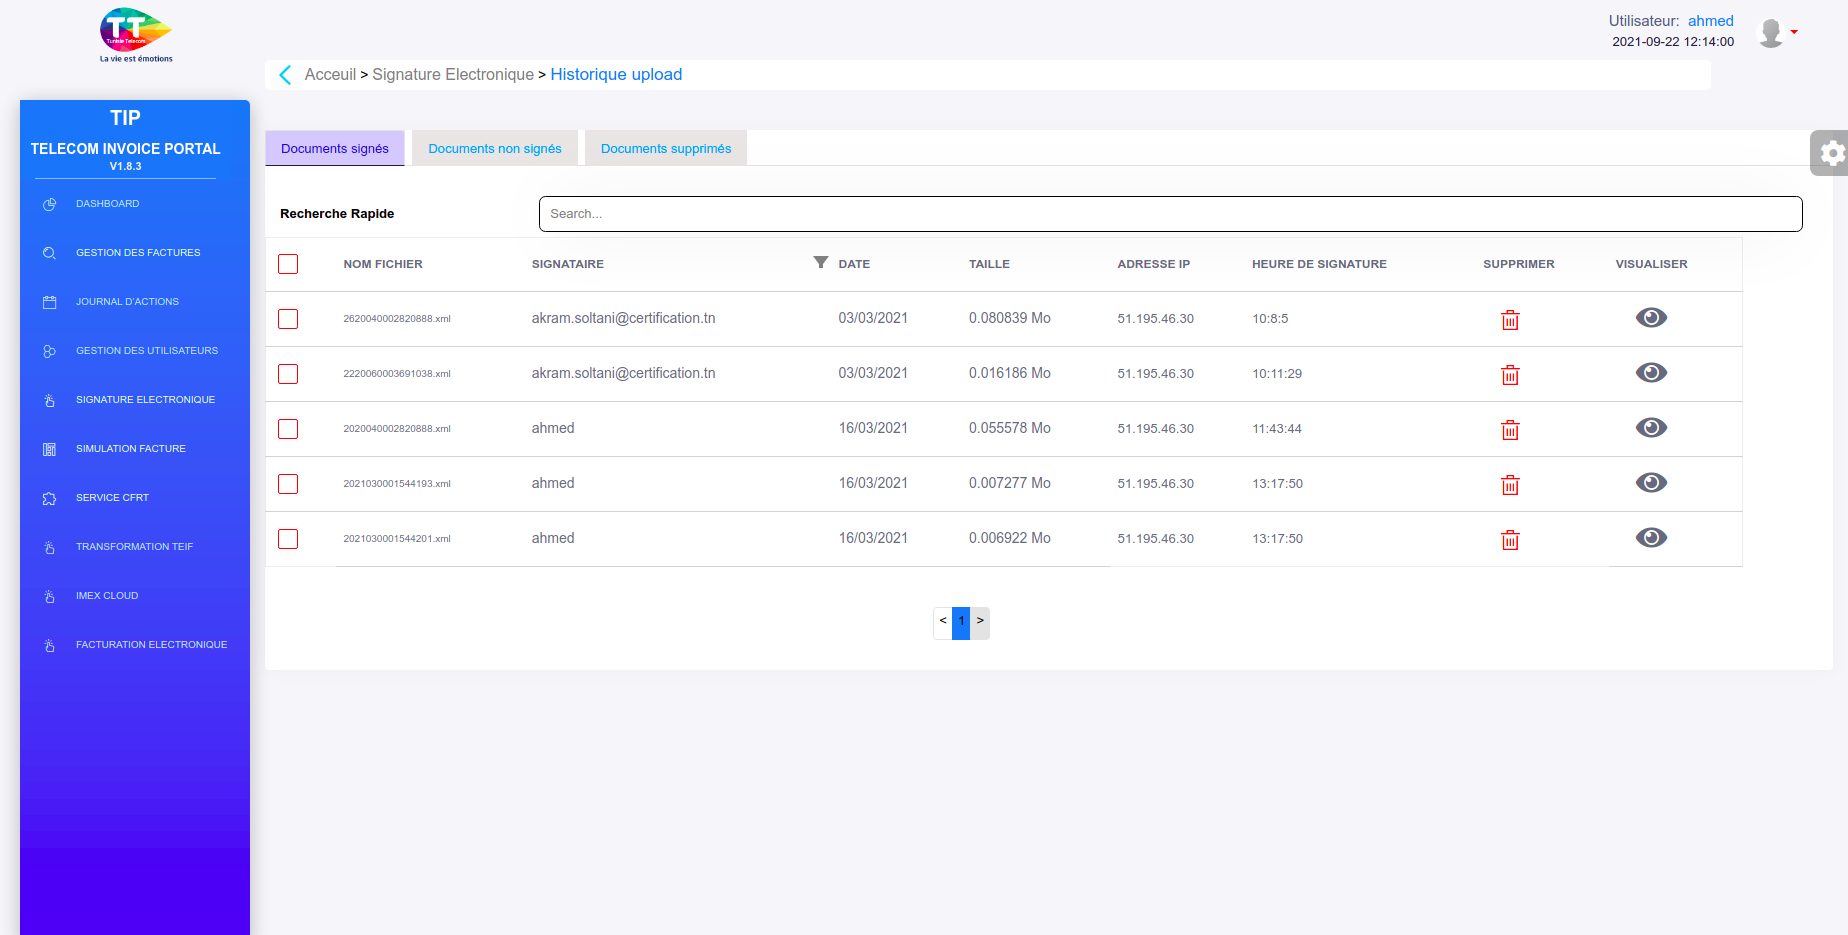 TT
Tunisie Telecom
La vie est émotions
Utilisateur: ahmed
2021-09-22 12:14:00
Acceuil > Signature Electronique > Historique upload
TIP
TELECOM INVOICE PORTAL
V1.8.3
DASHBOARD
GESTION DES FACTURES
JOURNAL D'ACTIONS
GESTION DES UTILISATEURS
SIGNATURE ELECTRONIQUE
SIMULATION FACTURE
SERVICE CFRT
TRANSFORMATION TEIF
IMEX CLOUD
FACTURATION ELECTRONIQUE
Documents signés Documents non signés Documents supprimés
Recherche Rapide Search...
NOM FICHIER SIGNATAIRE DATE TAILLE ADRESSE IP HEURE DE SIGNATURE SUPPRIMER VISUALISER
2620040002820888.xml akram.soltani@certification.tn 03/03/2021 0.080839 Mo 51.195.46.30 10:8:5
2220060003691038.xml akram.soltani@certification.tn 03/03/2021 0.016186 Mo 51.195.46.30 10:11:29
2020040002820888.xml ahmed 16/03/2021 0.055578 Mo 51.195.46.30 11:43:44
2021030001544193.xml ahmed 16/03/2021 0.007277 Mo 51.195.46.30 13:17:50
2021030001544201.xml ahmed 16/03/2021 0.006922 Mo 51.195.46.30 13:17:50
< 1 >